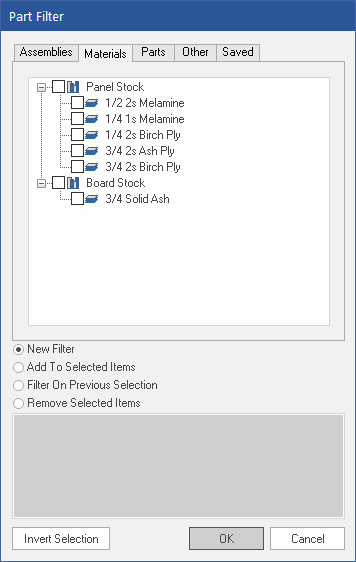 Part Filter
Assemblies Materials Parts Other Saved
Panel Stock
1/2 2s Melamine
1/4 1s Melamine
1/4 2s Birch Ply
3/4 2s Ash Ply
3/4 2s Birch Ply
Board Stock
3/4 Solid Ash
New Filter
Add To Selected Items
Filter On Previous Selection
Remove Selected Items
Invert Selection OK Cancel